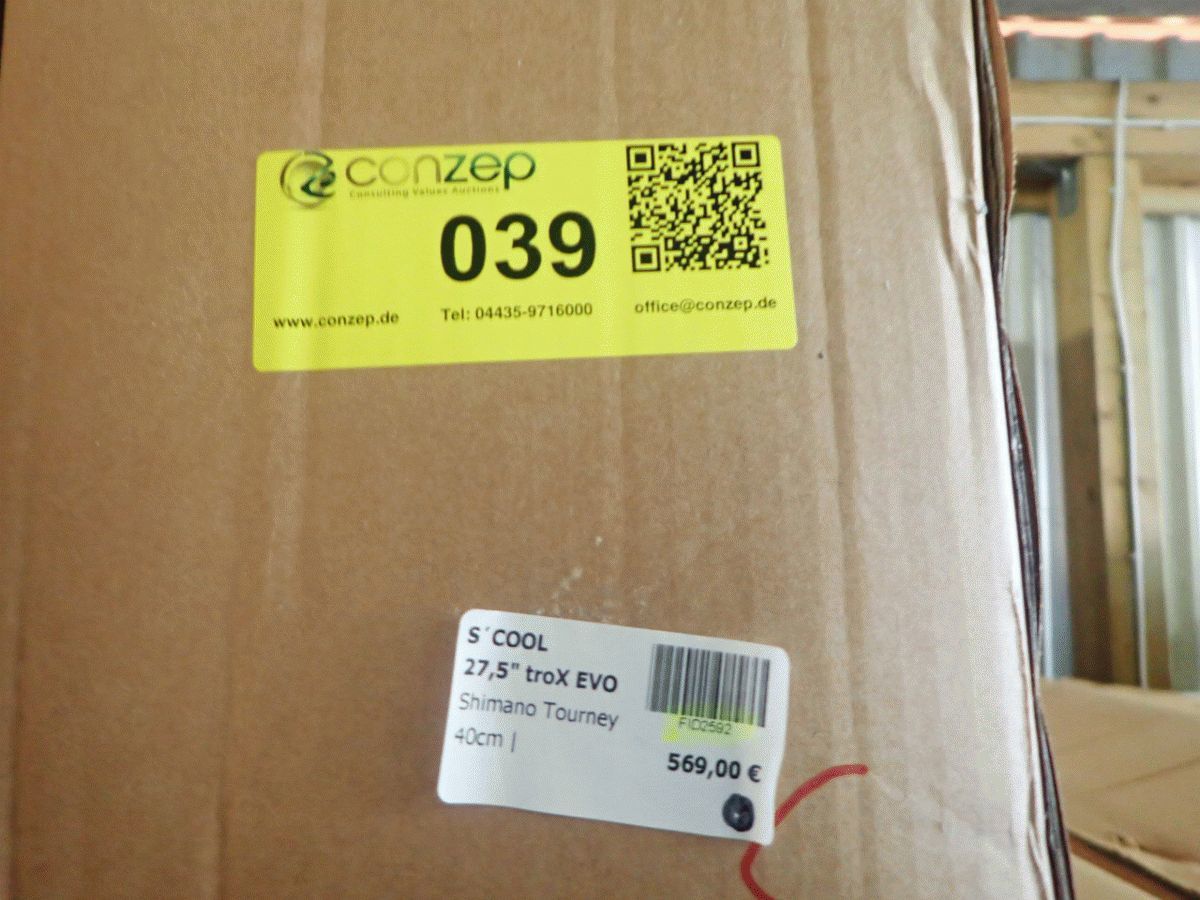 conzep
Consulting Values Auctions
039
www.conzep.de
Tel: 04435-9716000
office@conzep.de
S´COOL
27,5" troX EVO
Shimano Tourney
40cm |
FID2592
569,00 €